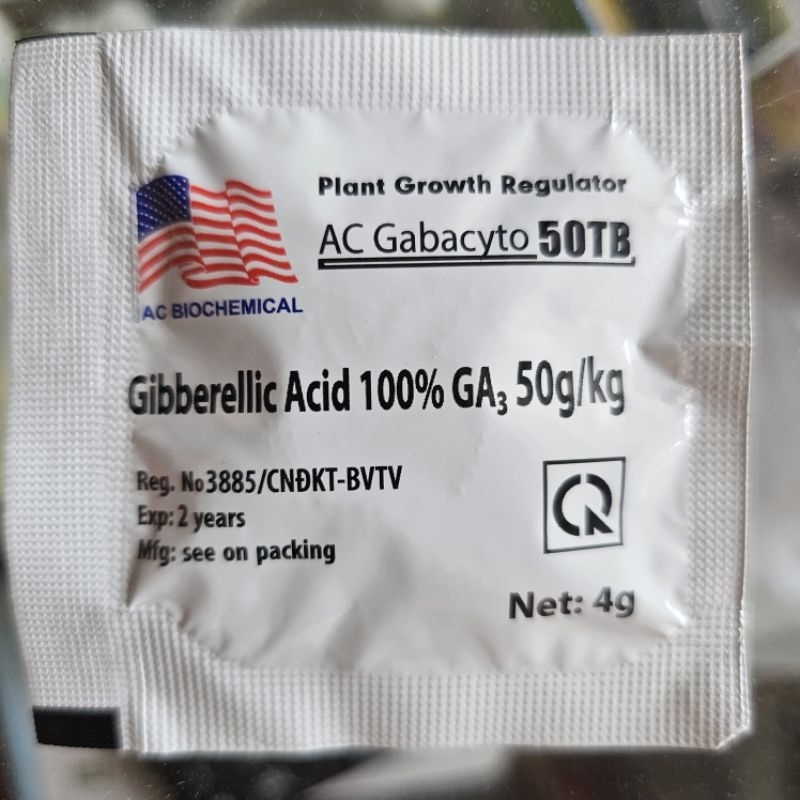 Plant Growth Regulator
AC Gabacyto 50TB
AC BIOCHEMICAL
Gibberellic Acid 100% GA₃ 50g/kg
Reg. No3885/CNĐKT-BVTV
Exp: 2 years
Mfg: see on packing
Net: 4g